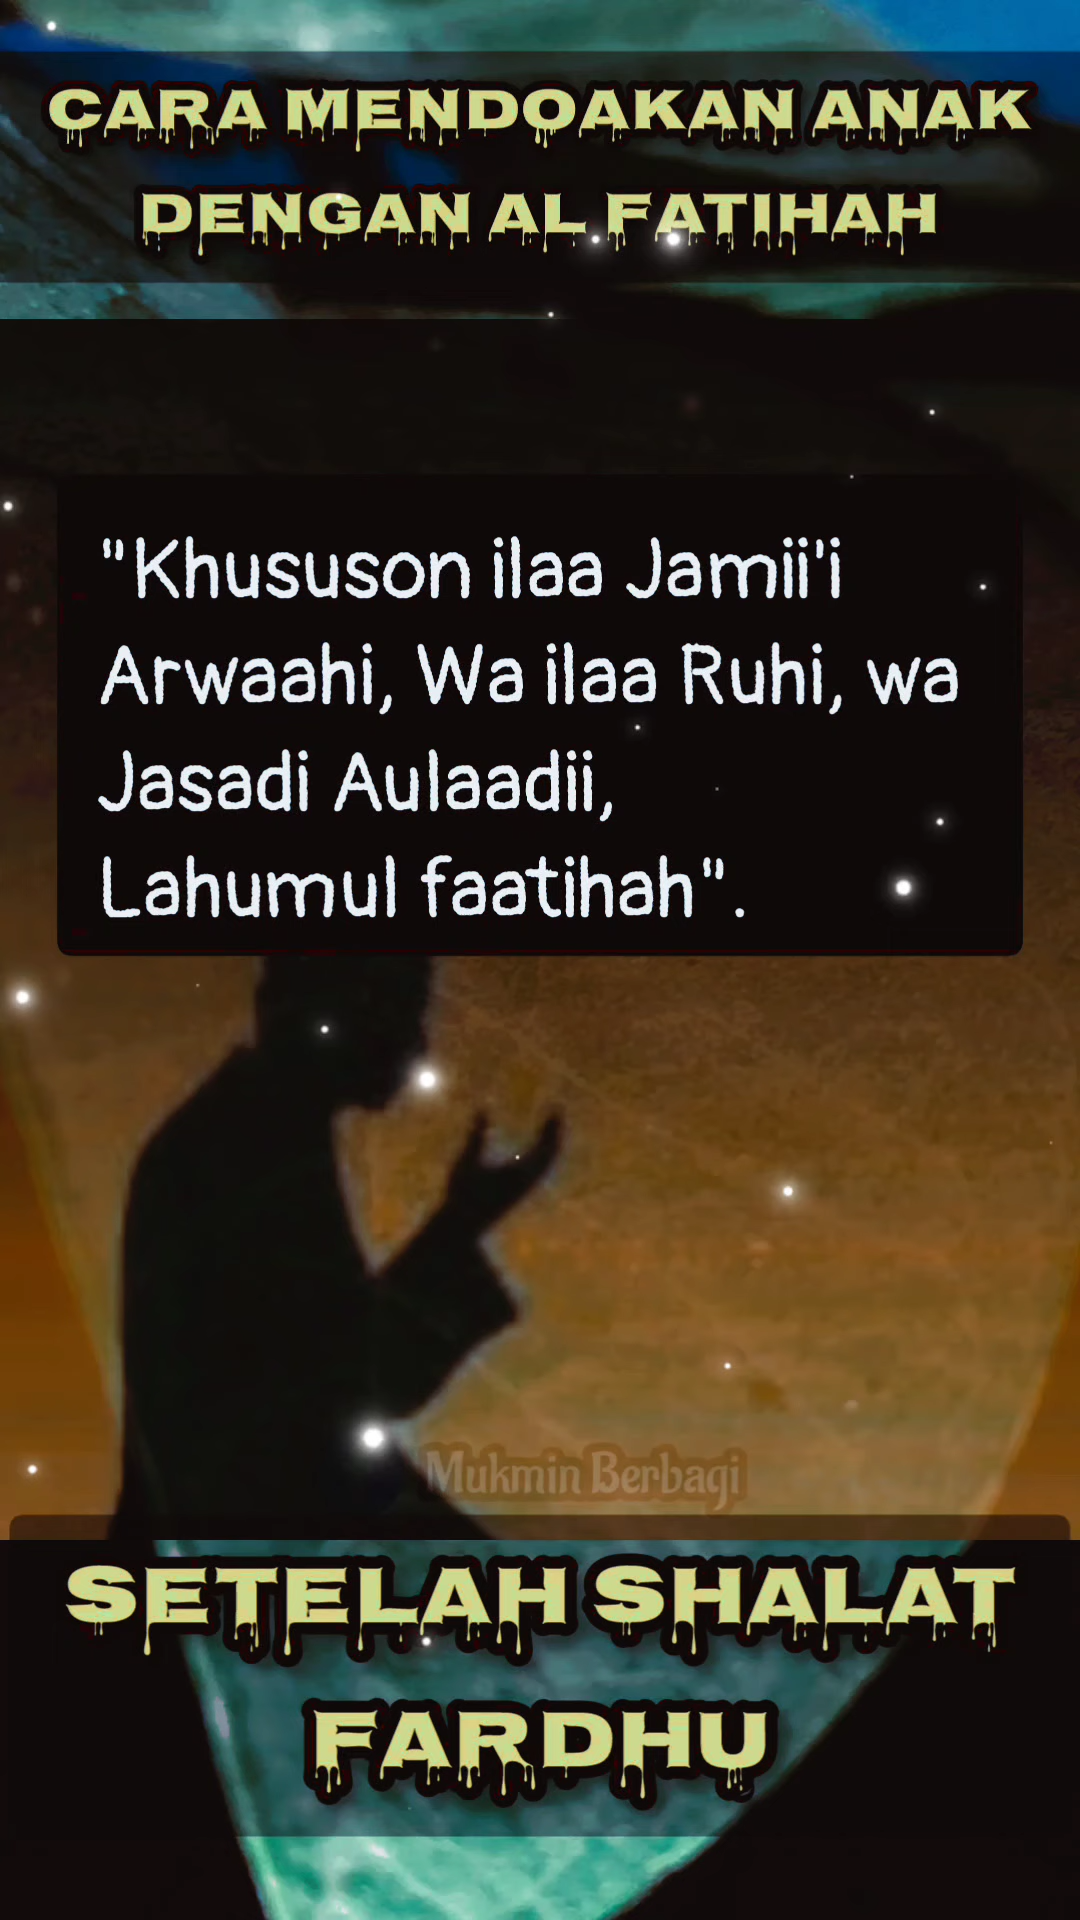 CARA MENDOAKAN ANAK
DENGAN AL FATIHAH
"Khususon ilaa Jamii'i
Arwaahi, Wa ilaa Ruhi, wa
Jasadi Aulaadii,
Lahumul faatihah".
Mukmin Berbagi
SETELAH SHALAT
FARDHU